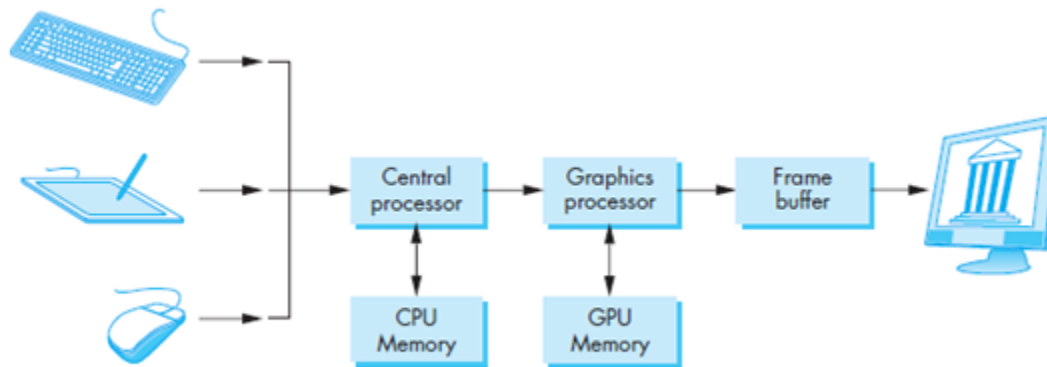 Central
processor
Graphics
processor
Frame
buffer
CPU
Memory
GPU
Memory